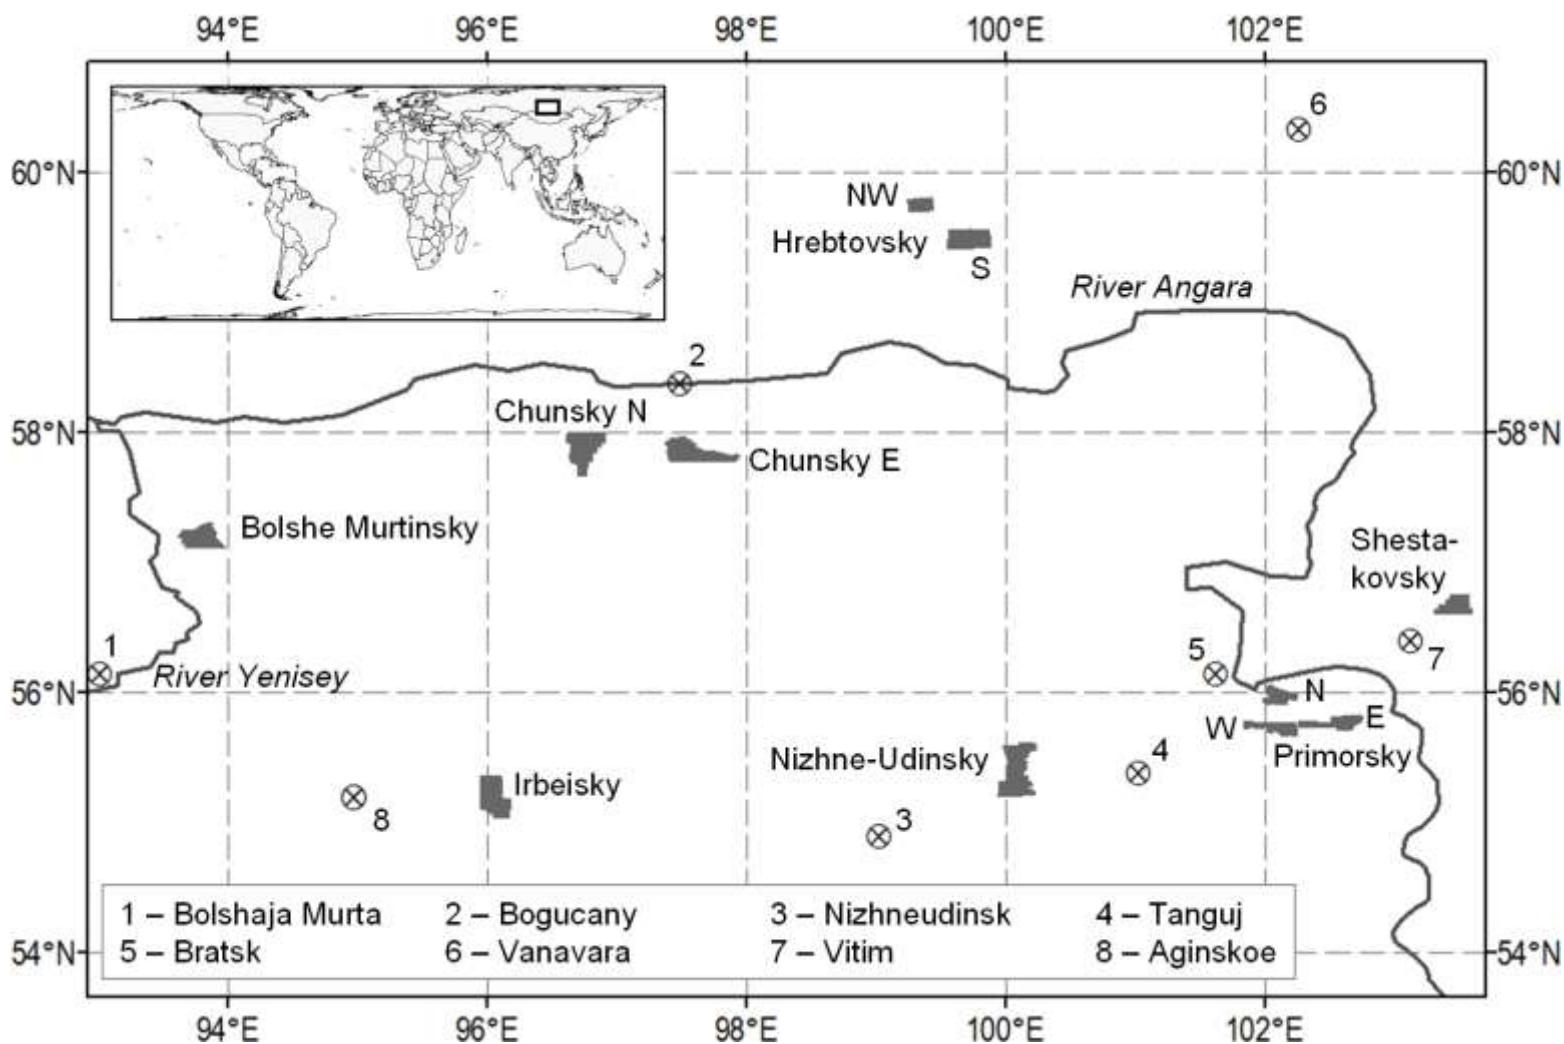 94°E 96°E 98°E 100°E 102°E
6
60°N 60°N
NW
Hrebtovsky
S
River Angara
2
Chunsky N
58°N 58°N
Chunsky E
Bolshe Murtinsky
Shesta-
kovsky
1
5
7
River Yenisey
56°N 56°N
N
W E
Primorsky
Nizhne-Udinsky
4
Irbeisky
8
3
1 – Bolshaja Murta 2 – Bogucany 3 – Nizhneudinsk 4 – Tanguj
5 – Bratsk 6 – Vanavara 7 – Vitim 8 – Aginskoe
54°N 54°N
94°E 96°E 98°E 100°E 102°E